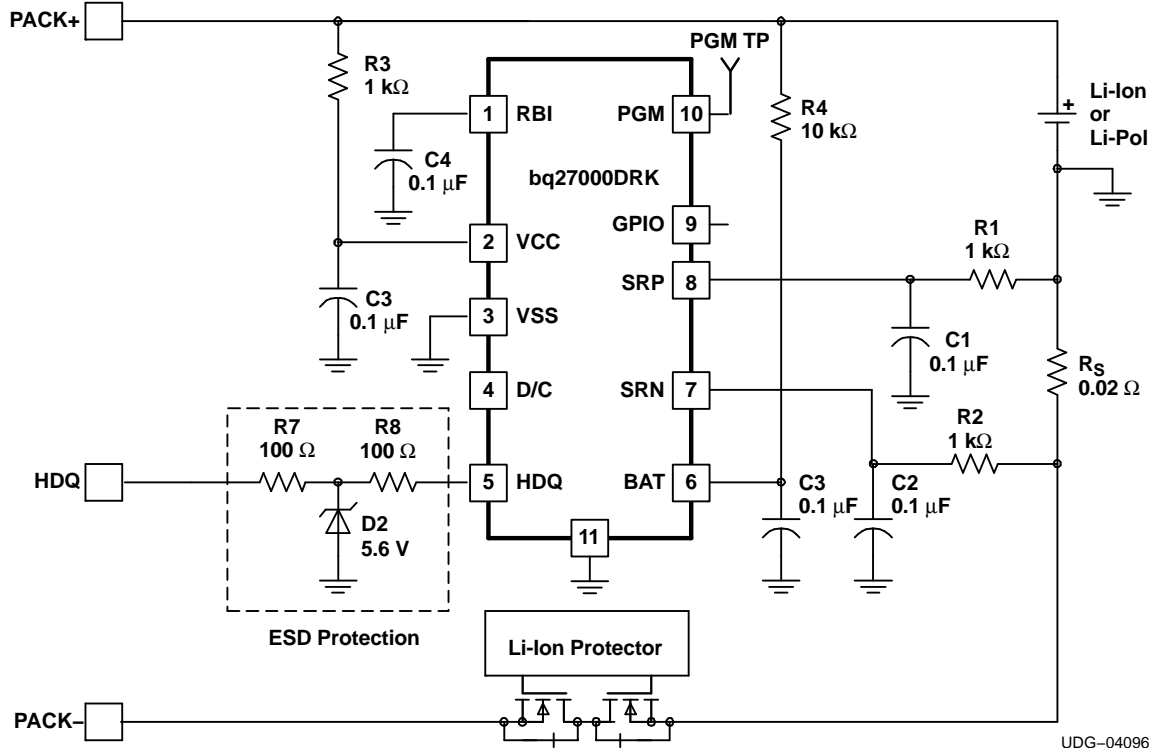 PACK+
PGM TP
R3
1 kΩ
1
RBI
PGM
10
R4
10 kΩ
+
Li-Ion
or
Li-Pol
C4
0.1 μF
bq27000DRK
GPIO
9
2
VCC
R1
1 kΩ
SRP
8
C3
0.1 μF
3
VSS
C1
0.1 μF
RS
0.02 Ω
4
D/C
SRN
7
R7
100 Ω
R8
100 Ω
R2
1 kΩ
HDQ
5
HDQ
BAT
6
C3
0.1 μF
C2
0.1 μF
D2
5.6 V
11
ESD Protection
Li-Ion Protector
PACK–
UDG–04096